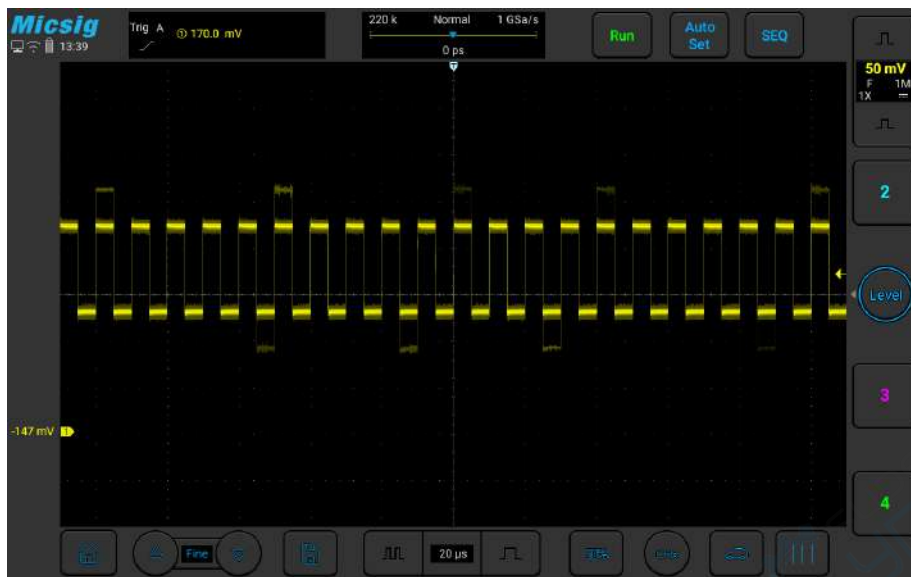 Micsig
13:39
Trig A
① 170.0 mV
220 k Normal 1 GSa/s
0 ps
Run
Auto
Set
SEQ
T
50 mV
F 1M
1X
2
Level
3
4
-147 mV
1
Fine
20 µs